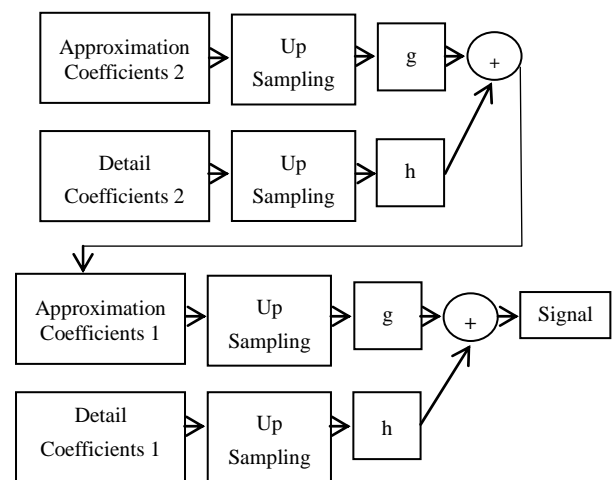 Approximation
Coefficients 2
Up
Sampling
g
+
Detail
Coefficients 2
Up
Sampling
h
Approximation
Coefficients 1
Up
Sampling
g
+
Signal
Detail
Coefficients 1
Up
Sampling
h